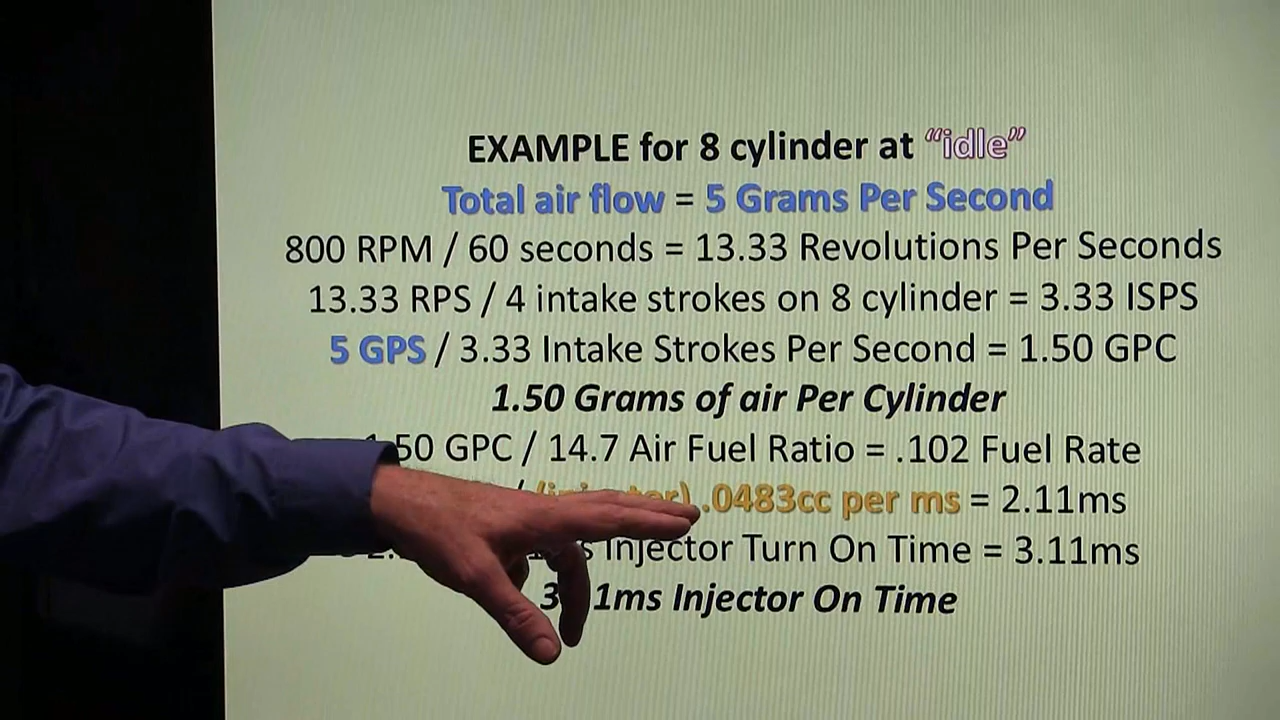 EXAMPLE for 8 cylinder at “idle”
Total air flow = 5 Grams Per Second
800 RPM / 60 seconds = 13.33 Revolutions Per Seconds
13.33 RPS / 4 intake strokes on 8 cylinder = 3.33 ISPS
5 GPS / 3.33 Intake Strokes Per Second = 1.50 GPC
1.50 Grams of air Per Cylinder
1.50 GPC / 14.7 Air Fuel Ratio = .102 Fuel Rate
/ (injector) .0483cc per ms = 2.11ms
Injector Turn On Time = 3.11ms
Injector On Time